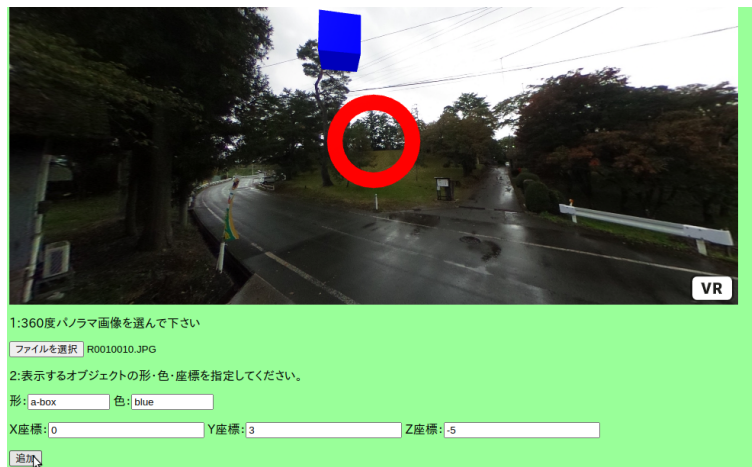 VR
1:360度パノラマ画像を選んで下さい
ファイルを選択 R0010010.JPG
2:表示するオブジェクトの形・色・座標を指定してください。
形: a-box 色: blue
X座標: 0 Y座標: 3 Z座標: -5
追加